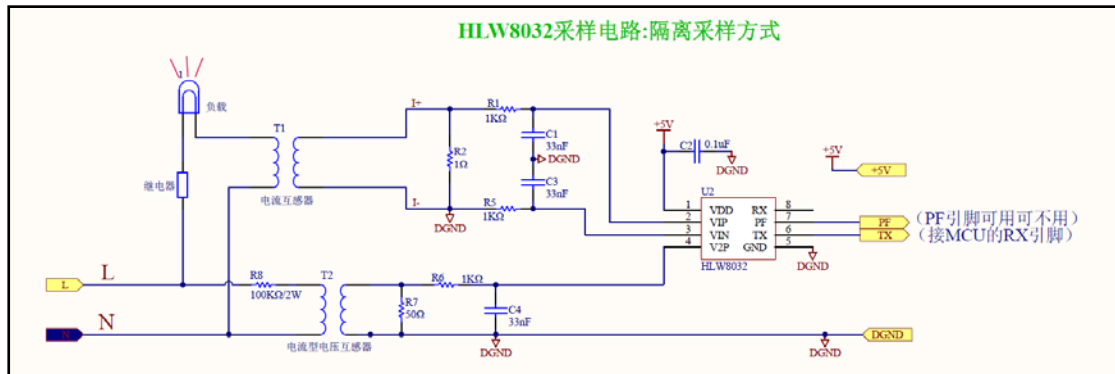 HLW8032采样电路:隔离采样方式
负载
T1
电流互感器
继电器
I+
I-
R1
1KΩ
R2
1Ω
C1
33nF
DGND
C3
33nF
R5
1KΩ
DGND
+5V
C2
0.1uF
DGND
+5V
+5V
U2
1 VDD RX 8
2 VIP PF 7
3 VIN TX 6
4 V2P GND 5
HLW8032
PF (PF引脚可用可不用)
TX (接MCU的RX引脚)
DGND
L L
R8
100KΩ/2W
T2
电流型电压互感器
R6 1KΩ
R7
50Ω
C4
33nF
DGND
N N
DGND
DGND